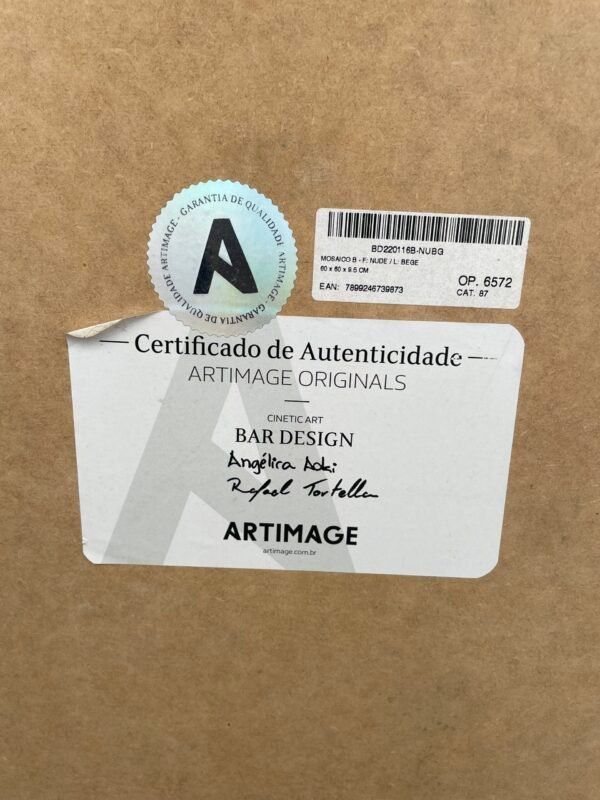 GARANTIA DE QUALIDADE ARTIMAGE - GARANTIA DE QUALIDADE ARTIMAGE -
A
BD220116B-NUBG
MOSAICO B - F: NUDE / L: BEGE
60 x 60 x 9.5 CM
OP. 6572
EAN: 7899246739873
CAT. 87
Certificado de Autenticidade
ARTIMAGE ORIGINALS
CINETIC ART
BAR DESIGN
Angélica Aoki
Rafael Tortella
ARTIMAGE
artimage.com.br